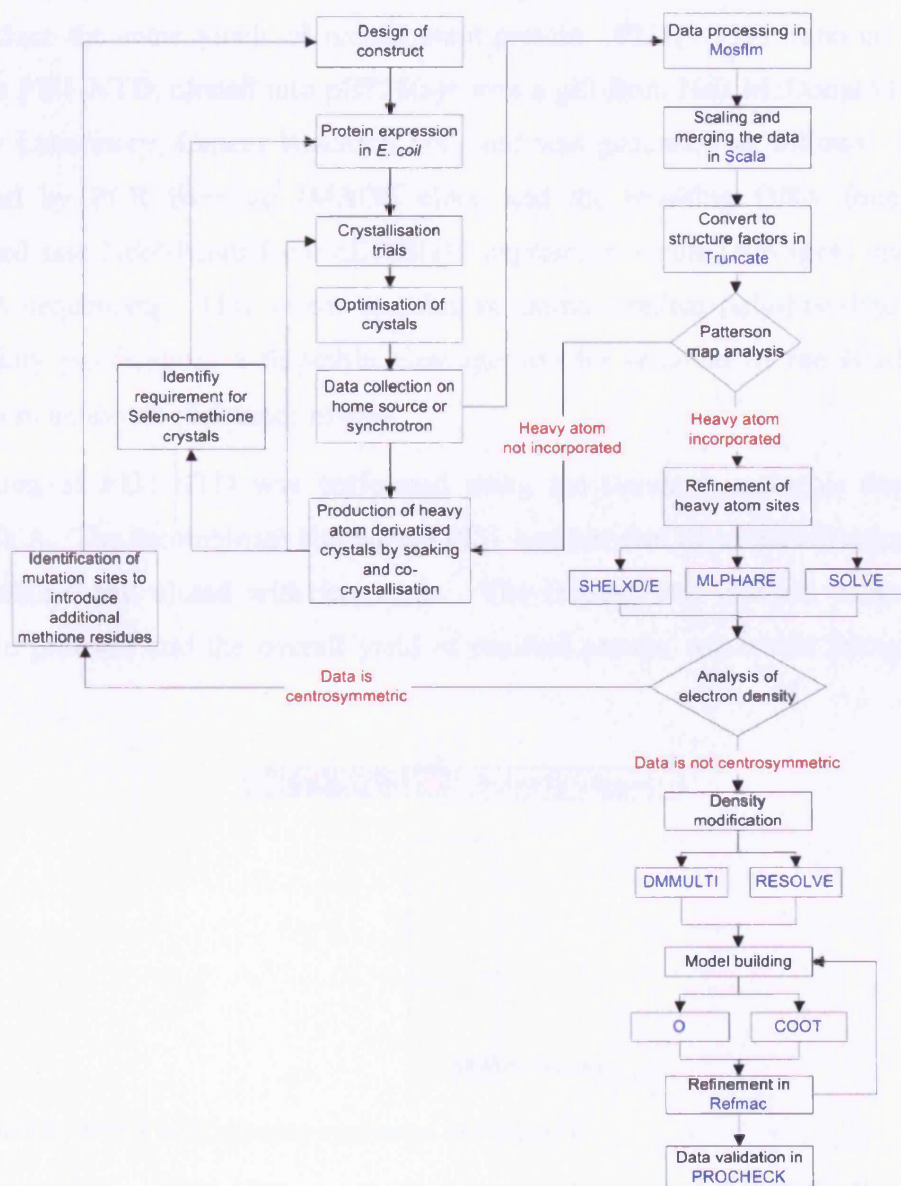 Design of
construct
Protein expression
in E. coil
Crystallisation
trials
Optimisation of
crystals
Data collection on
home source or
synchrotron
Production of heavy
atom derivatised
crystals by soaking
and co-
crystallisation
Identifiy
requirement for
Seleno-methione
crystals
Identification of
mutation sites to
introduce
additional
methione residues
Data processing in
Mosflm
Scaling and
merging the data
in Scala
Convert to
structure factors in
Truncate
Patterson
map analysis
Heavy atom
not incorporated
Heavy atom
incorporated
Refinement of
heavy atom sites
SHELXD/E
MLPHARE
SOLVE
Analysis of
electron density
Data is
centrosymmetric
Data is not centrosymmetric
Density
modification
DMMULTI
RESOLVE
Model building
O
COOT
Refinement in
Refmac
Data validation in
PROCHECK